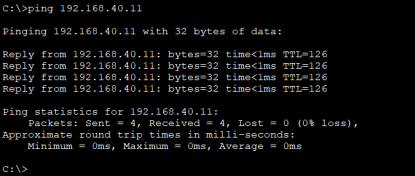 C:\>ping 192.168.40.11
Pinging 192.168.40.11 with 32 bytes of data:
Reply from 192.168.40.11: bytes=32 time<1ms TTL=126
Reply from 192.168.40.11: bytes=32 time<1ms TTL=126
Reply from 192.168.40.11: bytes=32 time<1ms TTL=126
Reply from 192.168.40.11: bytes=32 time<1ms TTL=126
Ping statistics for 192.168.40.11:
Packets: Sent = 4, Received = 4, Lost = 0 (0% loss),
Approximate round trip times in milli-seconds:
Minimum = 0ms, Maximum = 0ms, Average = 0ms
C:\>